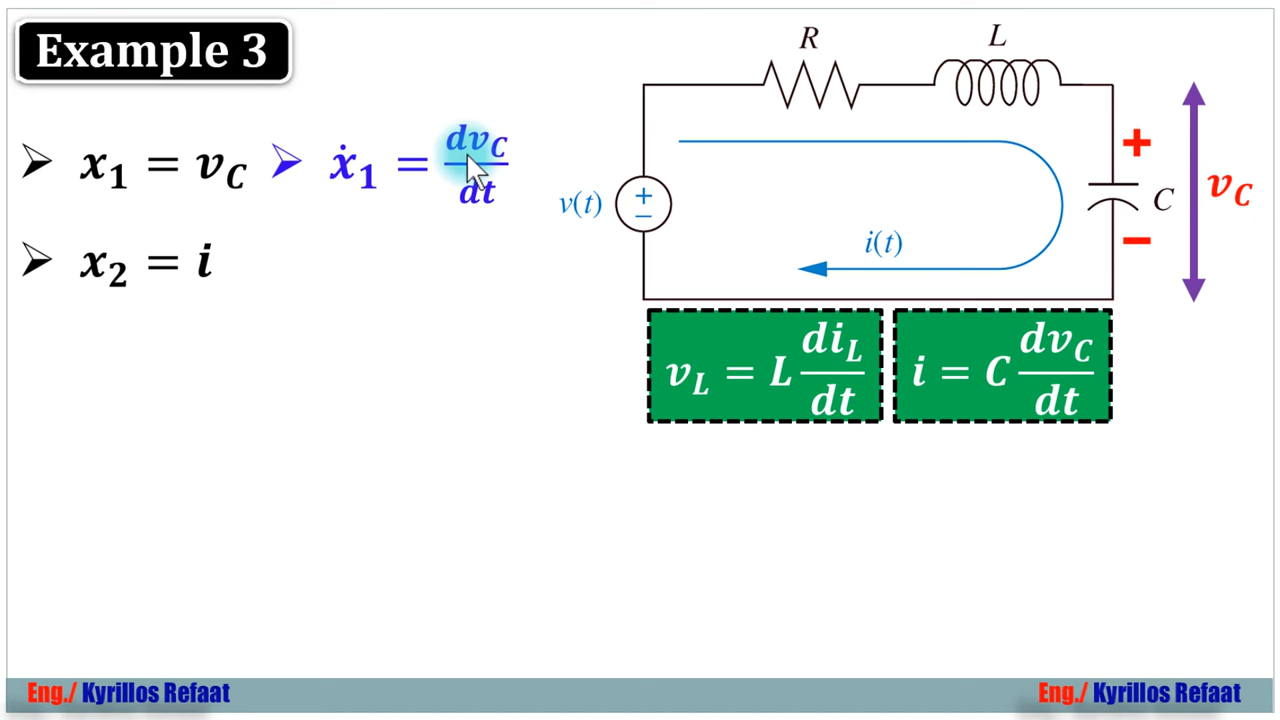 Example 3
➤ x₁ = v_C ➤ ẋ₁ = dv_C/dt
➤ x₂ = i
R
L
v(t)
+
−
i(t)
+
C
v_C
−
v_L = L di_L/dt
i = C dv_C/dt
Eng./ Kyrillos Refaat
Eng./ Kyrillos Refaat